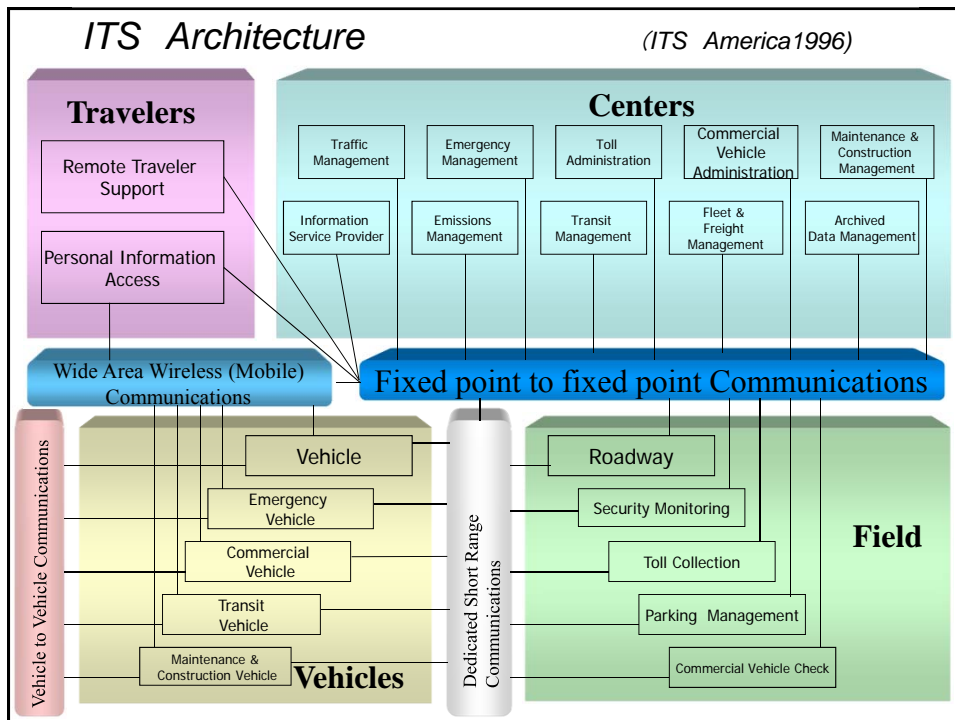 ITS Architecture
(ITS America1996)
Travelers
Remote Traveler
Support
Personal Information
Access
Centers
Traffic
Management
Emergency
Management
Toll
Administration
Commercial
Vehicle
Administration
Maintenance &
Construction
Management
Information
Service Provider
Emissions
Management
Transit
Management
Fleet &
Freight
Management
Archived
Data Management
Wide Area Wireless (Mobile)
Communications
Fixed point to fixed point Communications
Vehicle to Vehicle Communications
Vehicle
Emergency
Vehicle
Commercial
Vehicle
Transit
Vehicle
Maintenance &
Construction Vehicle
Vehicles
Dedicated Short Range
Communications
Roadway
Security Monitoring
Toll Collection
Parking Management
Commercial Vehicle Check
Field